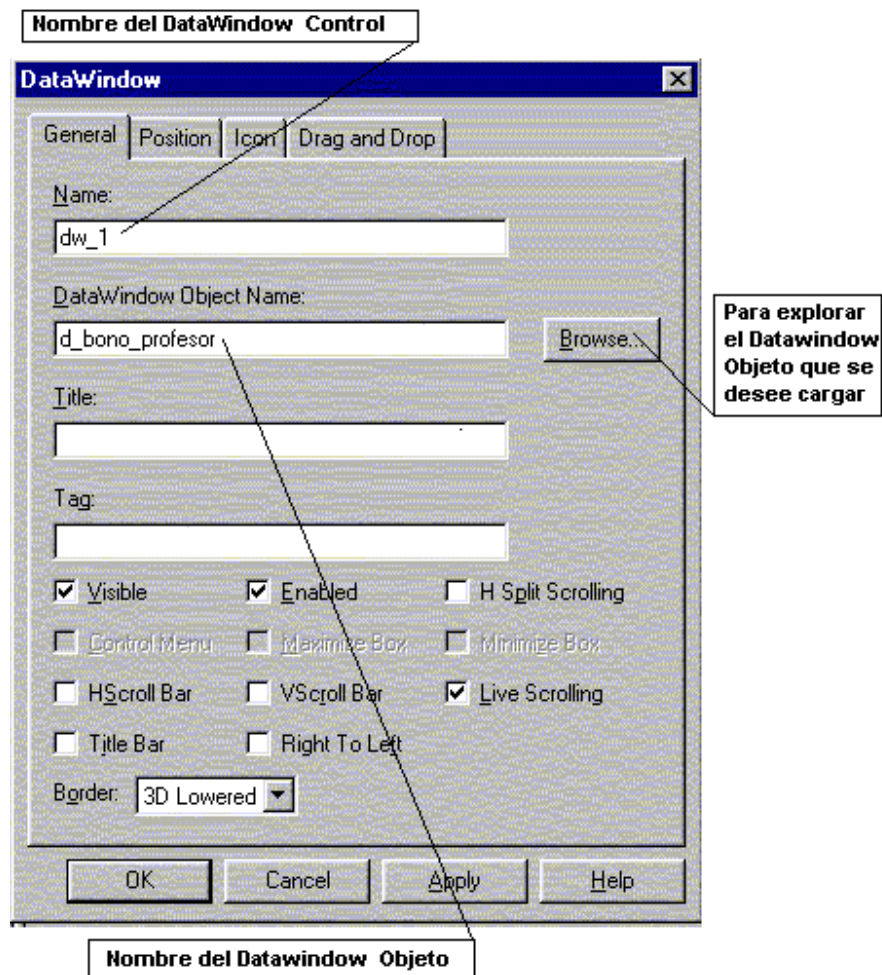 Nombre del DataWindow Control
DataWindow
General Position Icon Drag and Drop
Name:
dw_1
DataWindow Object Name:
d_bono_profesor
Browse...
Para explorar
el Datawindow
Objeto que se
desee cargar
Title:
Tag:
Visible Enabled H Split Scrolling
Control Menu Maximize Box Minimize Box
HScroll Bar VScroll Bar Live Scrolling
Title Bar Right To Left
Border: 3D Lowered
OK Cancel Apply Help
Nombre del Datawindow Objeto